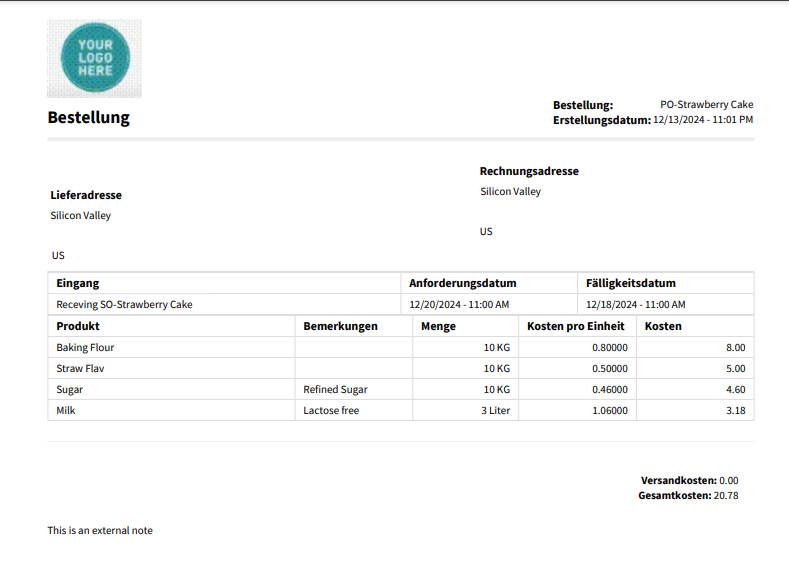 YOUR
LOGO
HERE
Bestellung
Bestellung: PO-Strawberry Cake
Erstellungsdatum: 12/13/2024 - 11:01 PM
Rechnungsadresse
Silicon Valley
US
Lieferadresse
Silicon Valley
US
Eingang Anforderungsdatum Fälligkeitsdatum
Receving SO-Strawberry Cake 12/20/2024 - 11:00 AM 12/18/2024 - 11:00 AM
Produkt Bemerkungen Menge Kosten pro Einheit Kosten
Baking Flour 10 KG 0.80000 8.00
Straw Flav 10 KG 0.50000 5.00
Sugar Refined Sugar 10 KG 0.46000 4.60
Milk Lactose free 3 Liter 1.06000 3.18
Versandkosten: 0.00
Gesamtkosten: 20.78
This is an external note